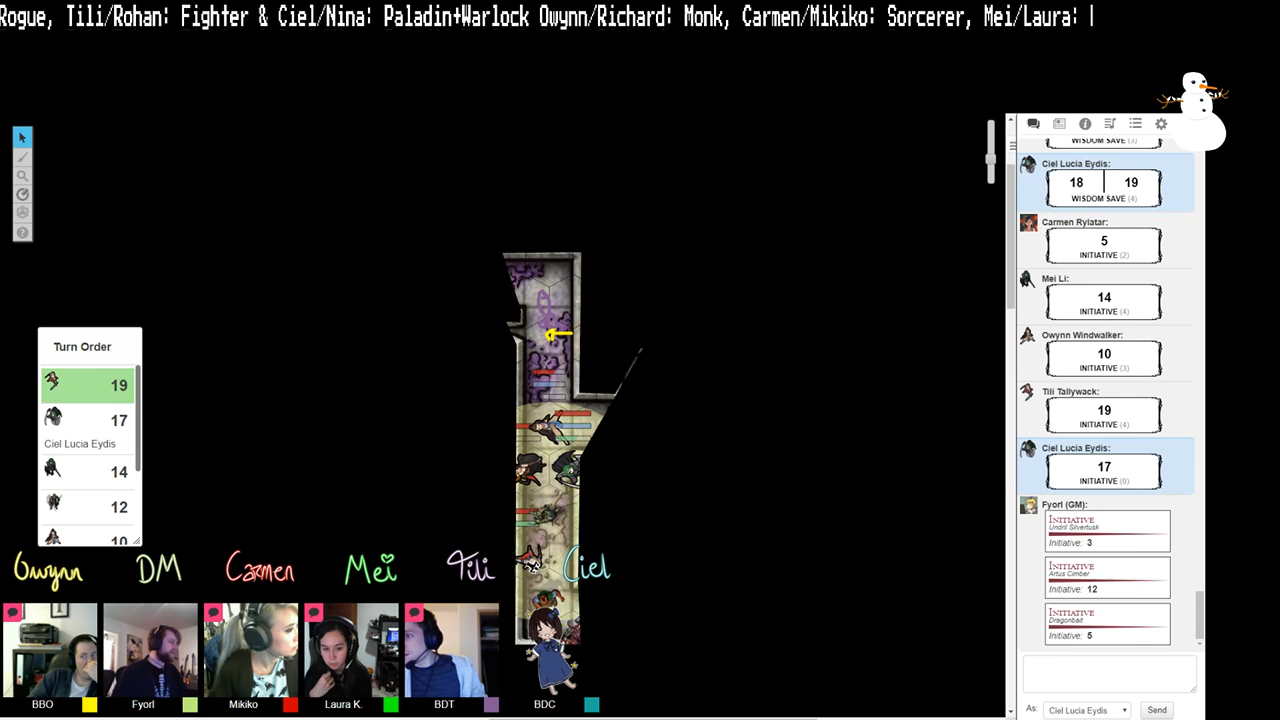 Rogue, Tili/Rohan: Fighter & Ciel/Nina: Paladin+Warlock Owynn/Richard: Monk, Carmen/Mikiko: Sorcerer, Mei/Laura: |
WISDOM SAVE (3)
Ciel Lucia Eydis:
18 19
WISDOM SAVE (4)
Carmen Rylatar:
5
INITIATIVE (2)
Mei Li:
14
INITIATIVE (4)
Owynn Windwalker:
10
INITIATIVE (3)
Tili Tallywack:
19
INITIATIVE (4)
Ciel Lucia Eydis:
17
INITIATIVE (0)
Fyorl (GM):
INITIATIVE
Undril Silvertusk
Initiative: 3
INITIATIVE
Artus Cimber
Initiative: 12
INITIATIVE
Dragonbait
Initiative: 5
As: Ciel Lucia Eydis Send
Turn Order
19
17
Ciel Lucia Eydis
14
12
10
Owynn DM Carmen Mei Tili Ciel
BBO Fyorl Mikiko Laura K. BDT BDC